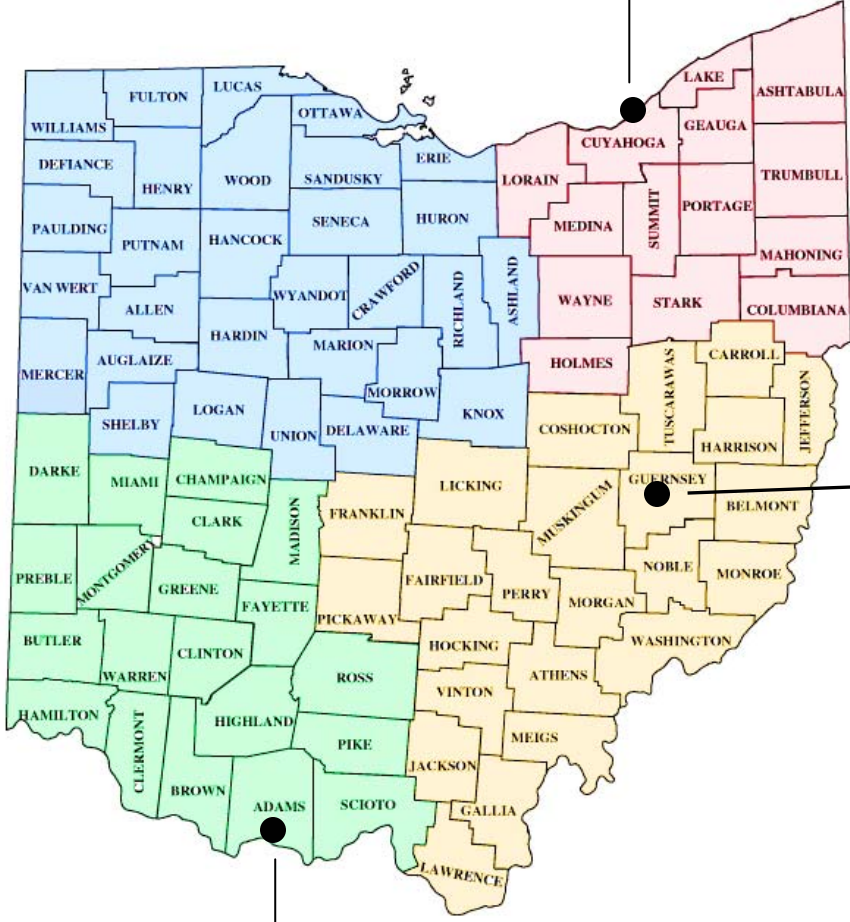 LAKE
ASHTABULA
FULTON
LUCAS
OTTAWA
GEAUGA
WILLIAMS
CUYAHOGA
ERIE
DEFIANCE
HENRY
WOOD
SANDUSKY
LORAIN
TRUMBULL
PAULDING
PUTNAM
HANCOCK
SENECA
HURON
MEDINA
SUMMIT
PORTAGE
MAHONING
VAN WERT
ALLEN
WYANDOT
CRAWFORD
RICHLAND
ASHLAND
WAYNE
STARK
COLUMBIANA
HARDIN
MARION
AUGLAIZE
HOLMES
CARROLL
MERCER
MORROW
TUSCARAWAS
JEFFERSON
SHELBY
LOGAN
UNION
DELAWARE
KNOX
COSHOCTON
HARRISON
DARKE
MIAMI
CHAMPAIGN
LICKING
GUERNSEY
CLARK
MADISON
FRANKLIN
MUSKINGUM
BELMONT
PREBLE
MONTGOMERY
GREENE
FAYETTE
FAIRFIELD
PERRY
NOBLE
MONROE
MORGAN
PICKAWAY
BUTLER
WARREN
CLINTON
HOCKING
WASHINGTON
ROSS
VINTON
ATHENS
HAMILTON
CLERMONT
HIGHLAND
PIKE
MEIGS
JACKSON
BROWN
ADAMS
SCIOTO
GALLIA
LAWRENCE